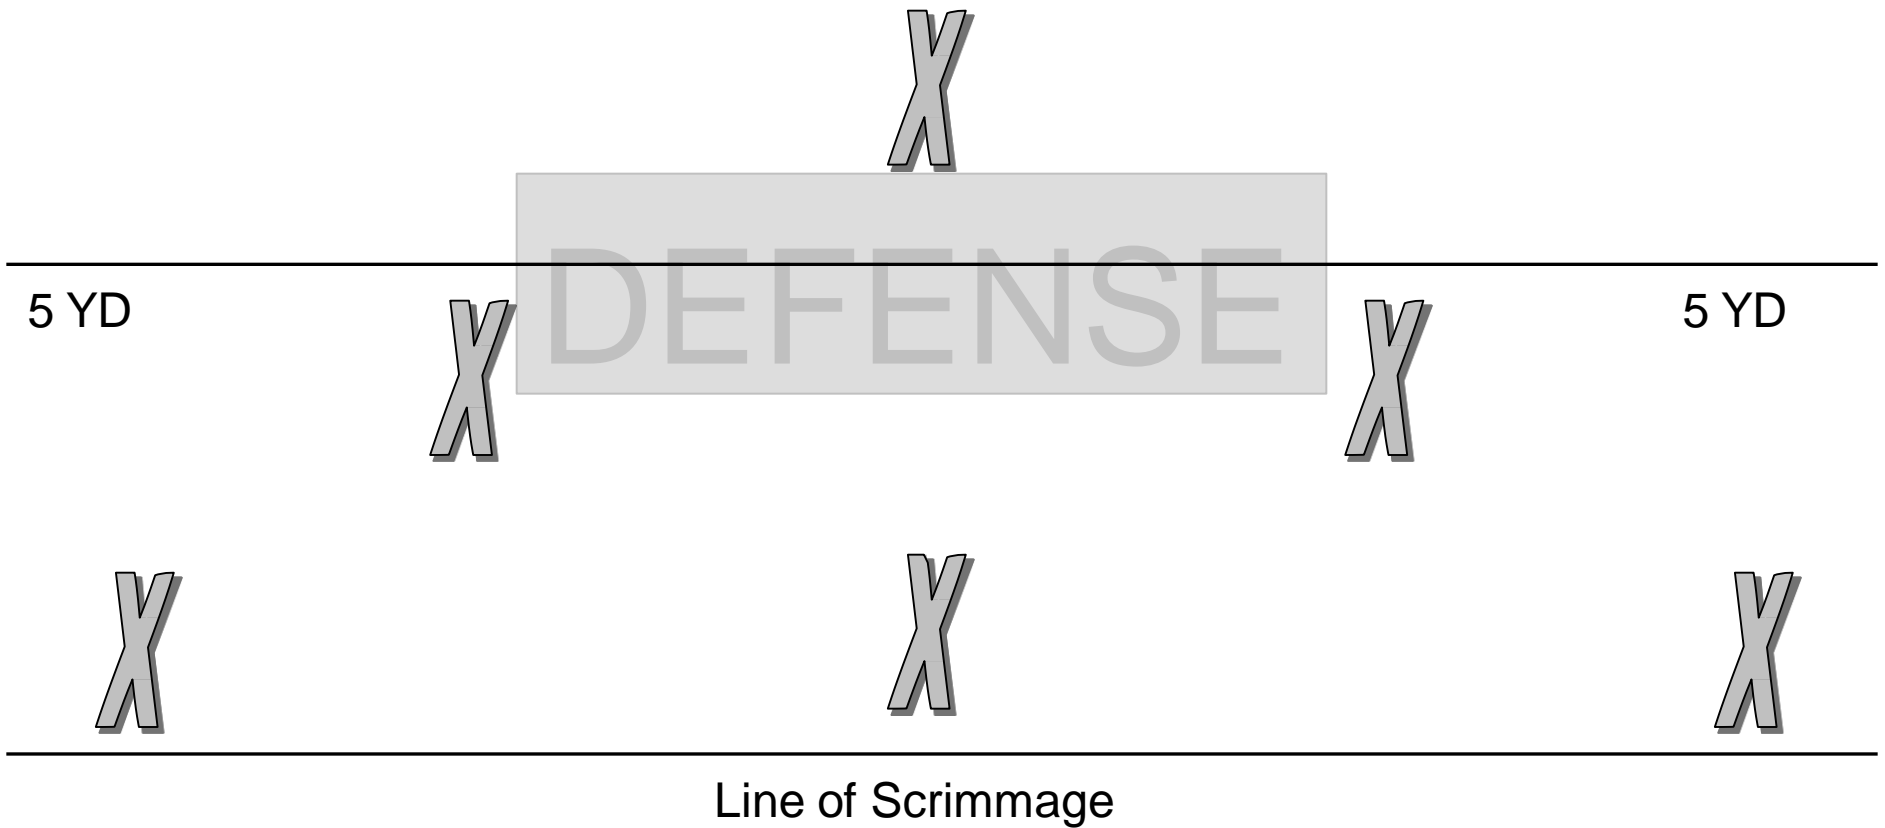 X
DEFENSE
5 YD 5 YD
X X
X X X
Line of Scrimmage